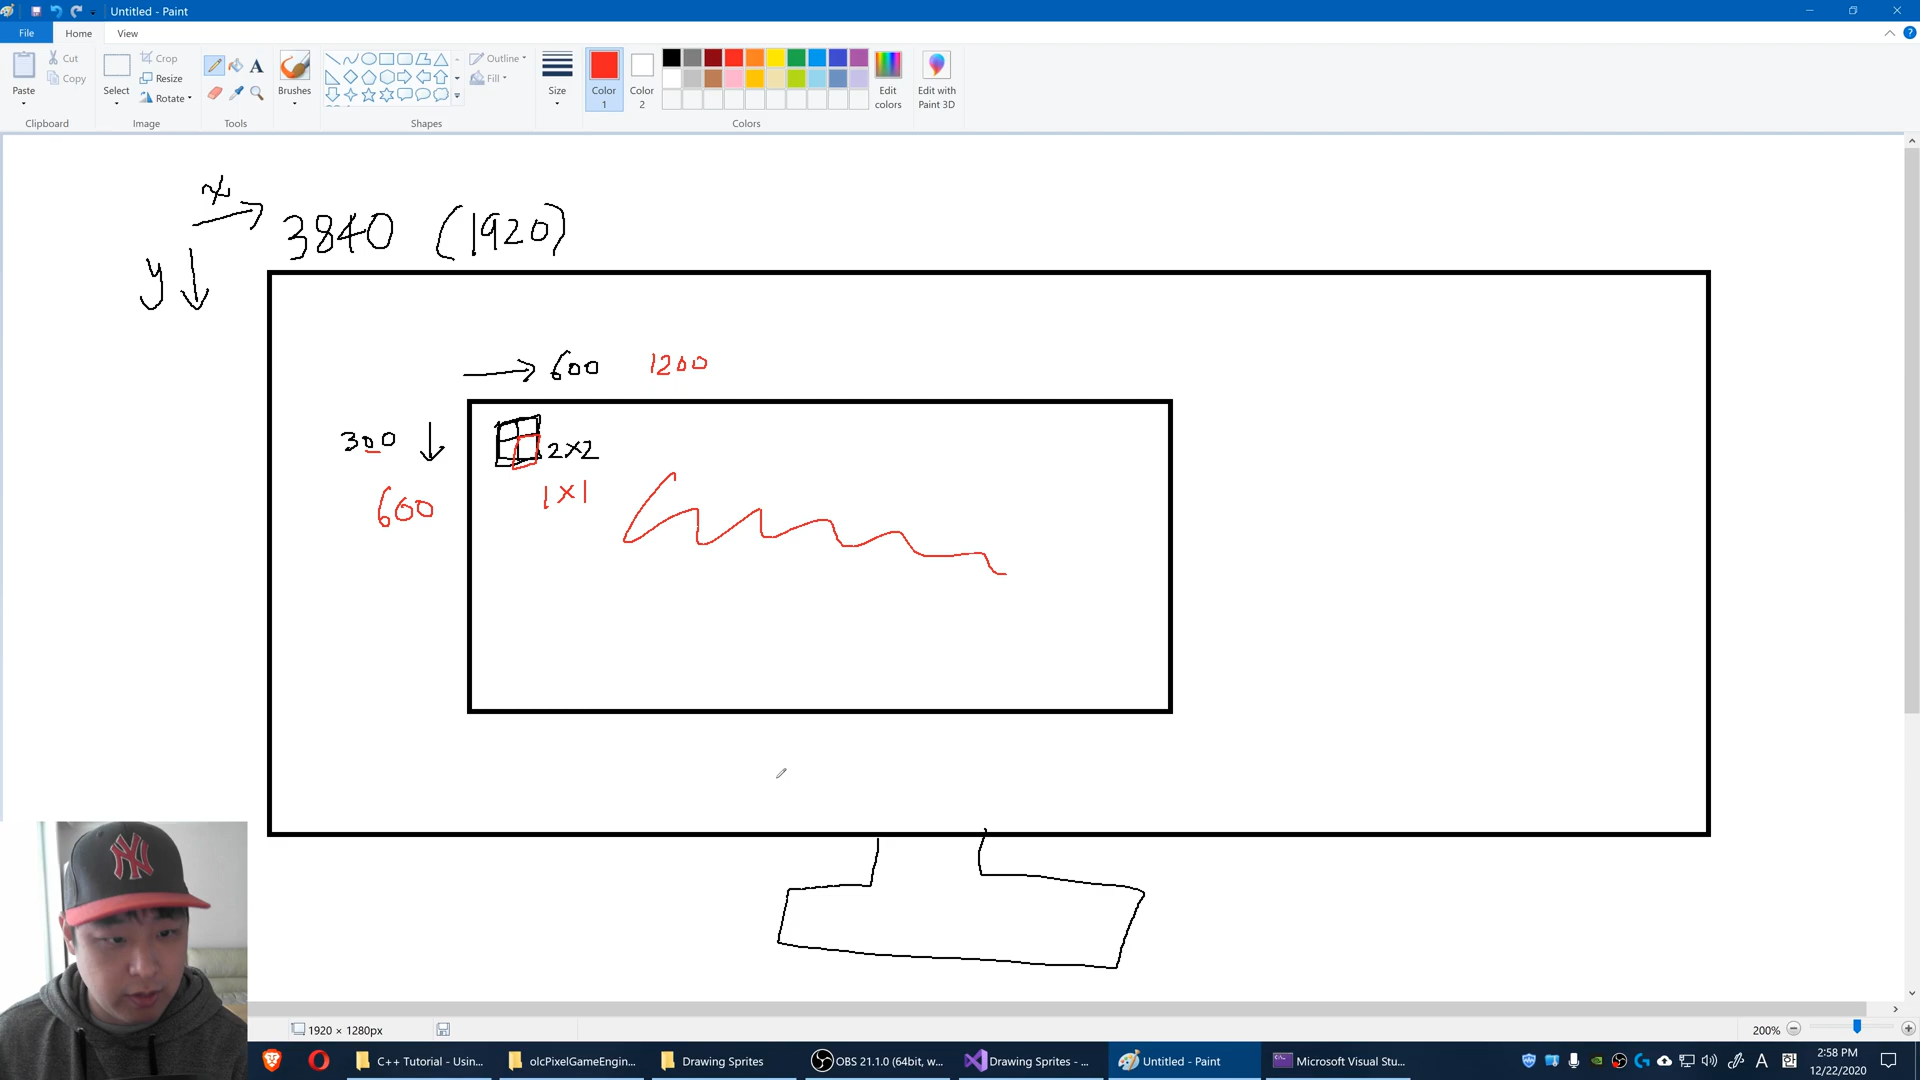 Untitled - Paint
File Home View
Paste
Cut
Copy
Clipboard
Select
Crop
Resize
Rotate
Image
Tools
Brushes
Outline
Fill
Shapes
Size
Color 1
Color 2
Edit colors
Edit with Paint 3D
Colors
x
3840 (1920)
y
600 1200
300
2x2
600
1x1
NY
1920 × 1280px
200%
C++ Tutorial - Usin...
olcPixelGameEngin...
Drawing Sprites
OBS 21.1.0 (64bit, w...
Drawing Sprites - ...
Untitled - Paint
Microsoft Visual Stu...
A
2:58 PM
12/22/2020